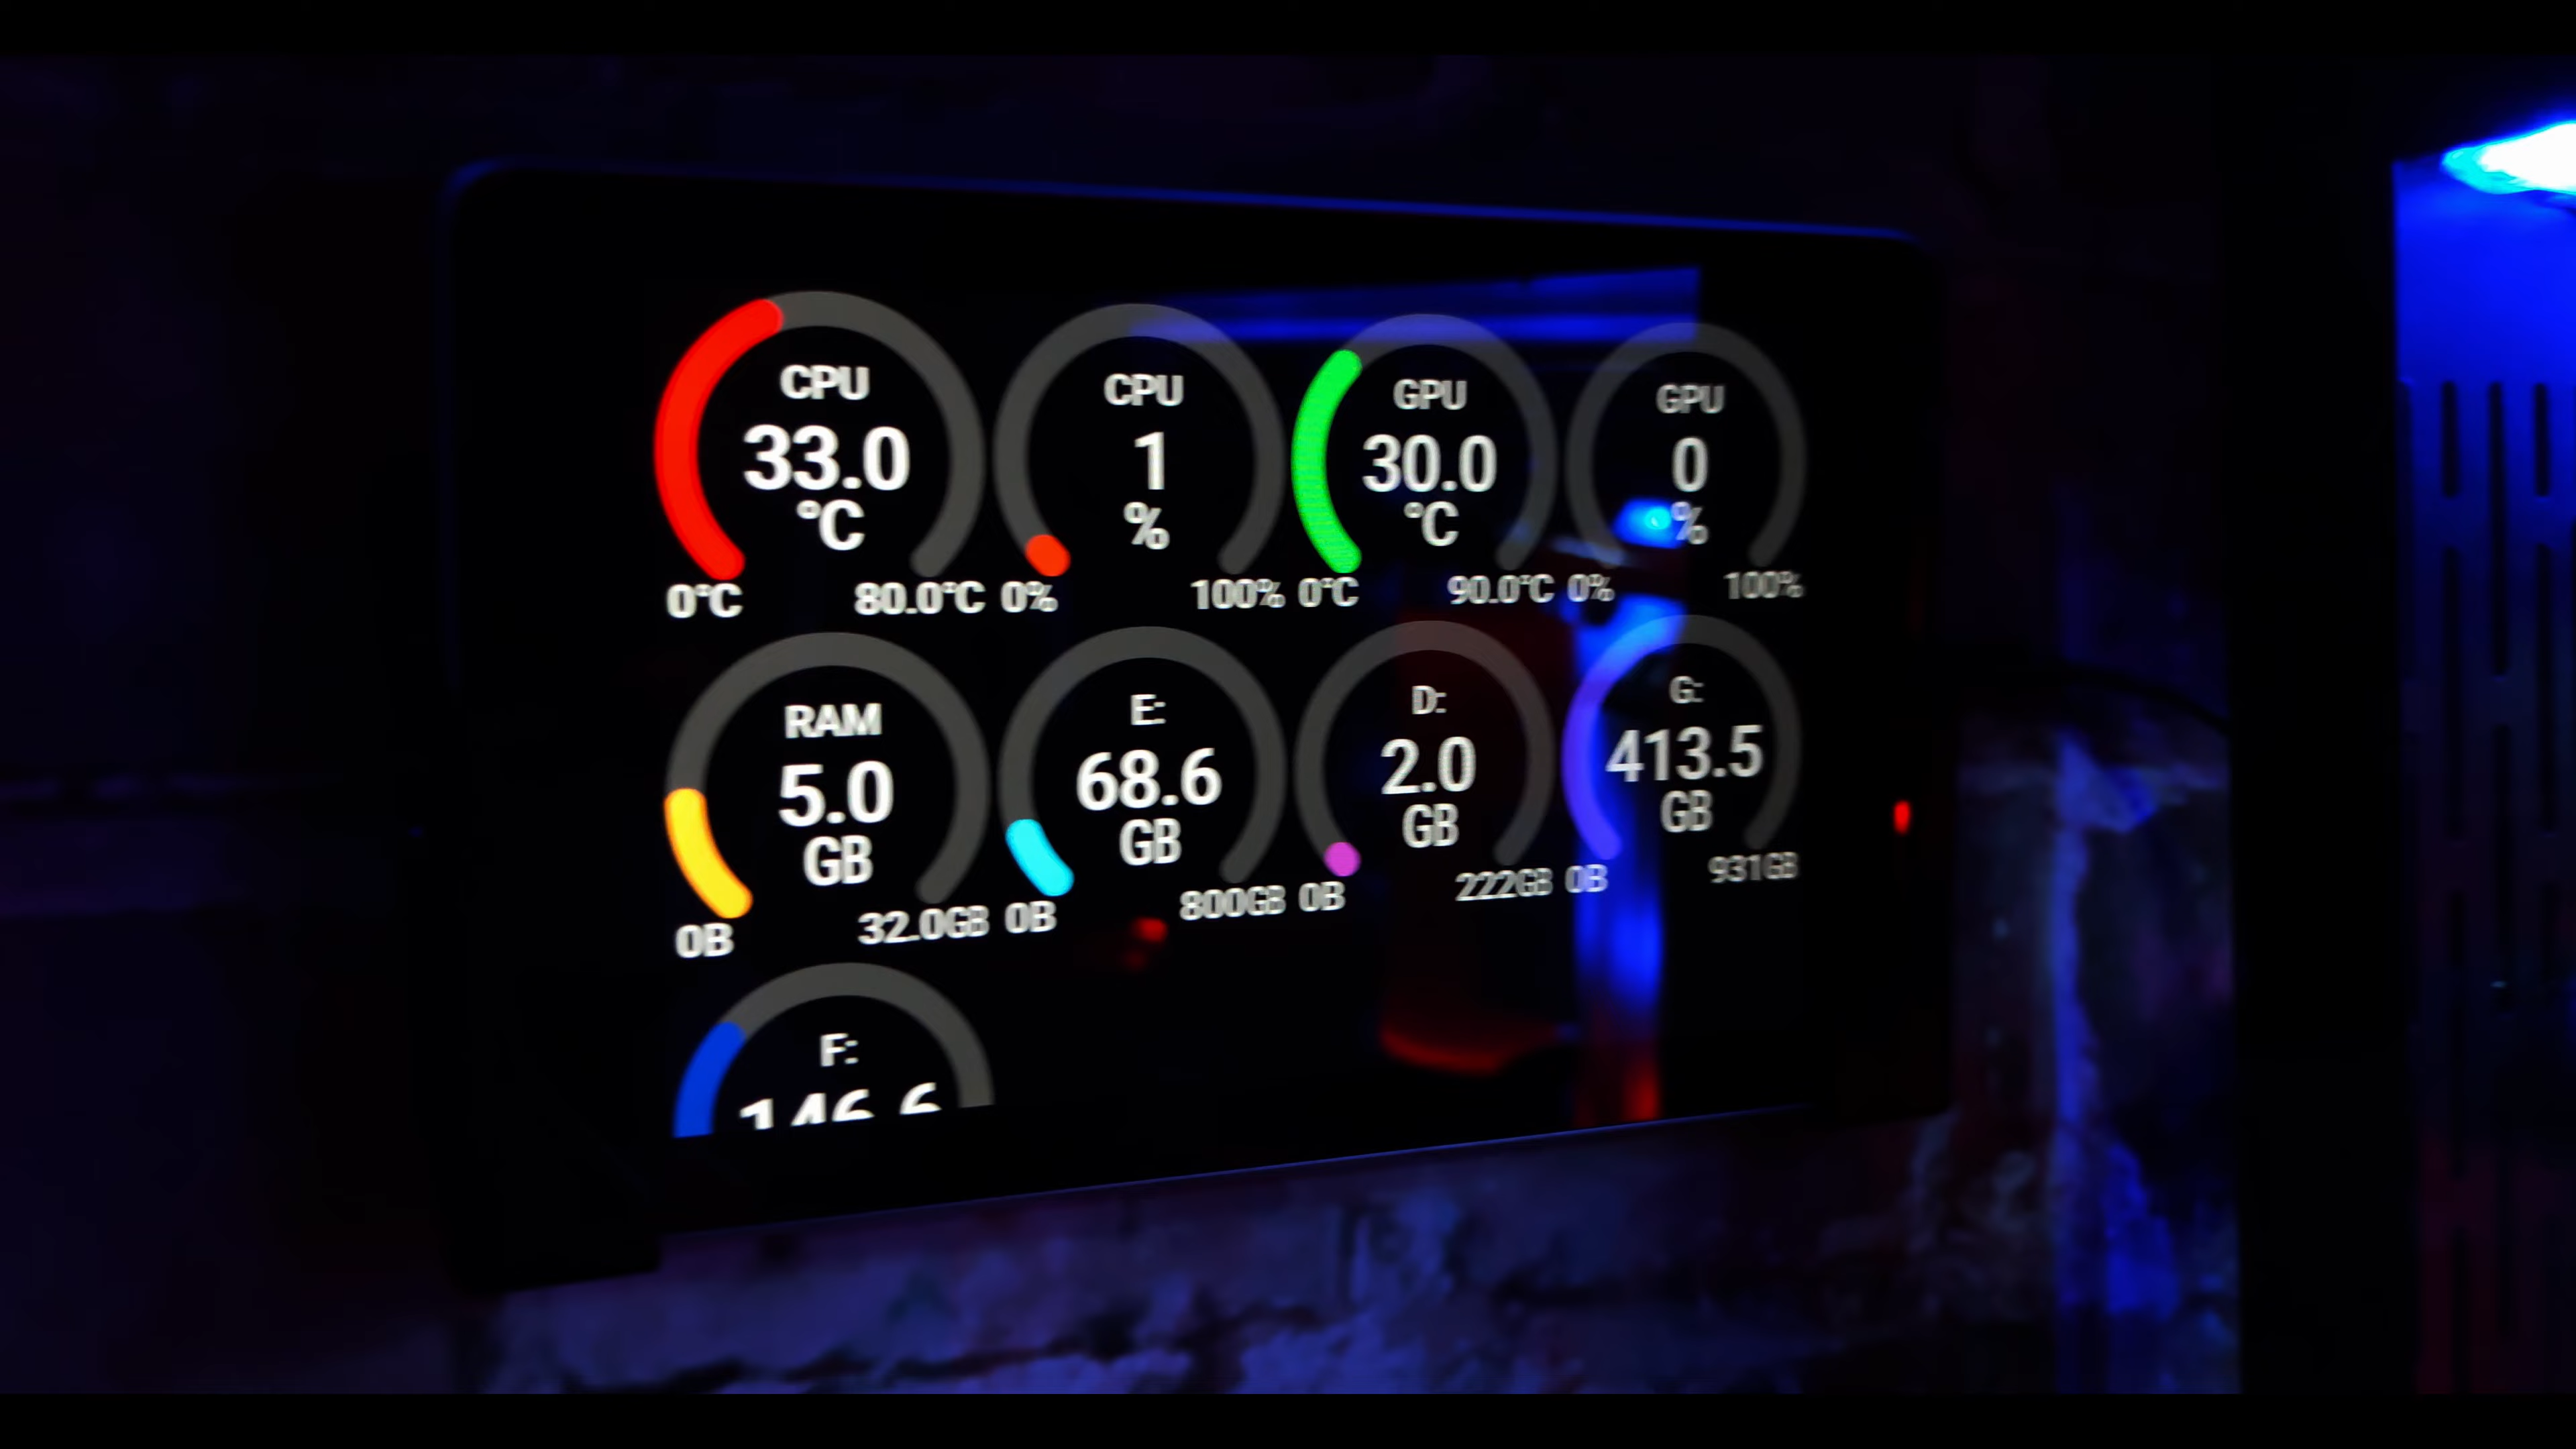 CPU
33.0
°C
0°C 80.0°C
CPU
1
%
0% 100%
GPU
30.0
°C
0°C 90.0°C
GPU
0
%
0% 100%
RAM
5.0
GB
0B 32.0GB
E:
68.6
GB
0B 800GB
D:
2.0
GB
0B 222GB
G:
413.5
GB
0B 931GB
F:
146.6